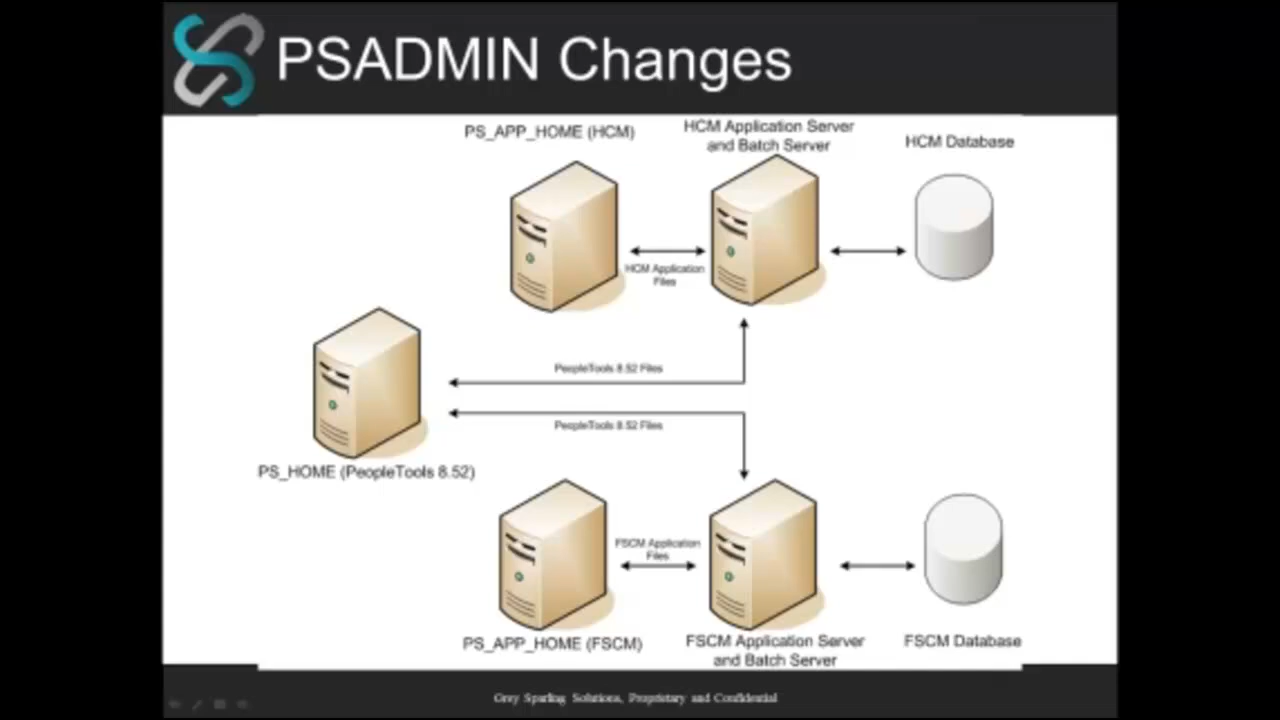 PSADMIN Changes
PS_APP_HOME (HCM)
HCM Application Server
and Batch Server
HCM Database
HCM Application
Files
PeopleTools 8.52 Files
PeopleTools 8.52 Files
PS_HOME (PeopleTools 8.52)
FSCM Application
Files
PS_APP_HOME (FSCM)
FSCM Application Server
and Batch Server
FSCM Database
Grey Sparling Solutions, Proprietary and Confidential